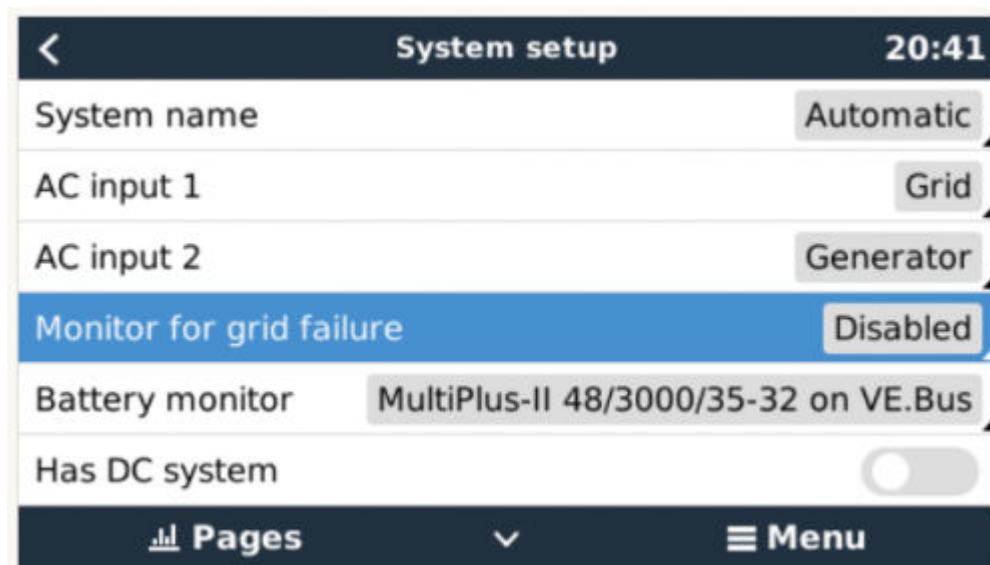 System setup 20:41
System name Automatic
AC input 1 Grid
AC input 2 Generator
Monitor for grid failure Disabled
Battery monitor MultiPlus-II 48/3000/35-32 on VE.Bus
Has DC system
Pages Menu